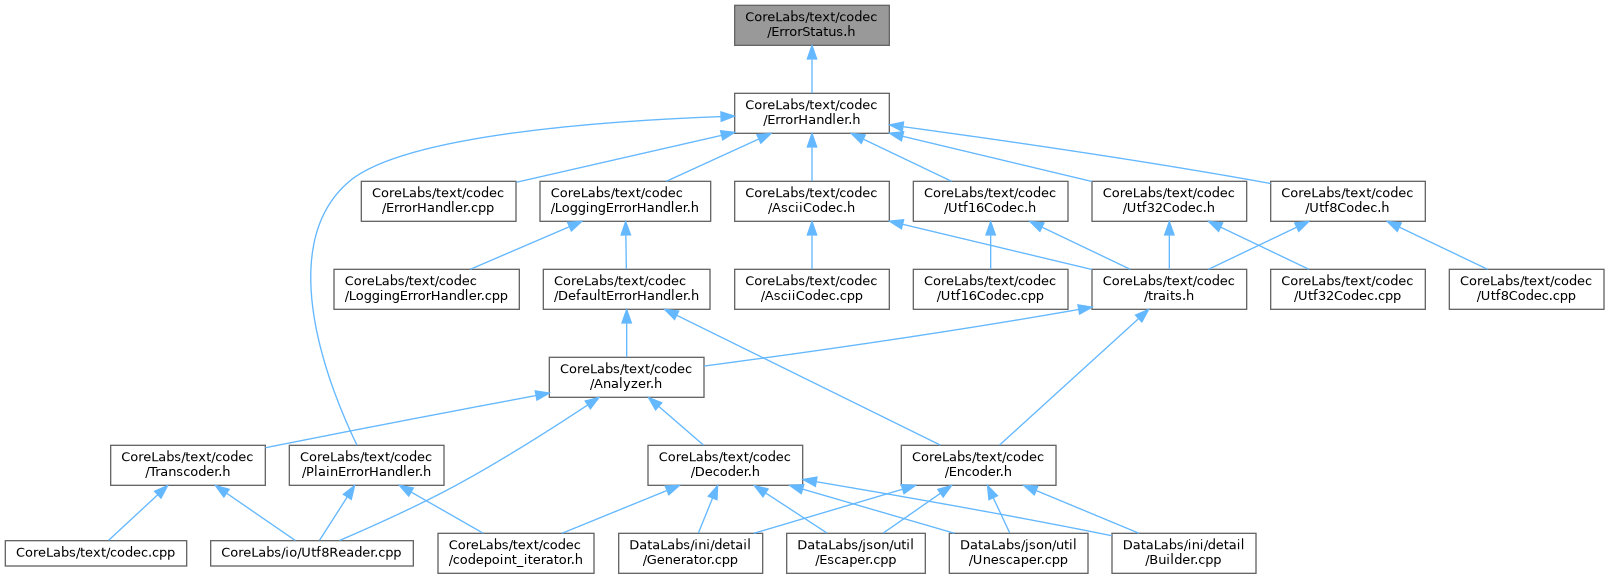 CoreLabs/text/codec
/ErrorStatus.h
CoreLabs/text/codec
/ErrorHandler.h
CoreLabs/text/codec
/ErrorHandler.cpp
CoreLabs/text/codec
/LoggingErrorHandler.h
CoreLabs/text/codec
/AsciiCodec.h
CoreLabs/text/codec
/Utf16Codec.h
CoreLabs/text/codec
/Utf32Codec.h
CoreLabs/text/codec
/Utf8Codec.h
CoreLabs/text/codec
/LoggingErrorHandler.cpp
CoreLabs/text/codec
/DefaultErrorHandler.h
CoreLabs/text/codec
/AsciiCodec.cpp
CoreLabs/text/codec
/Utf16Codec.cpp
CoreLabs/text/codec
/traits.h
CoreLabs/text/codec
/Utf32Codec.cpp
CoreLabs/text/codec
/Utf8Codec.cpp
CoreLabs/text/codec
/Analyzer.h
CoreLabs/text/codec
/Transcoder.h
CoreLabs/text/codec
/PlainErrorHandler.h
CoreLabs/text/codec
/Decoder.h
CoreLabs/text/codec
/Encoder.h
CoreLabs/text/codec.cpp
CoreLabs/io/Utf8Reader.cpp
CoreLabs/text/codec
/codepoint_iterator.h
DataLabs/ini/detail
/Generator.cpp
DataLabs/json/util
/Escaper.cpp
DataLabs/json/util
/Unescaper.cpp
DataLabs/ini/detail
/Builder.cpp